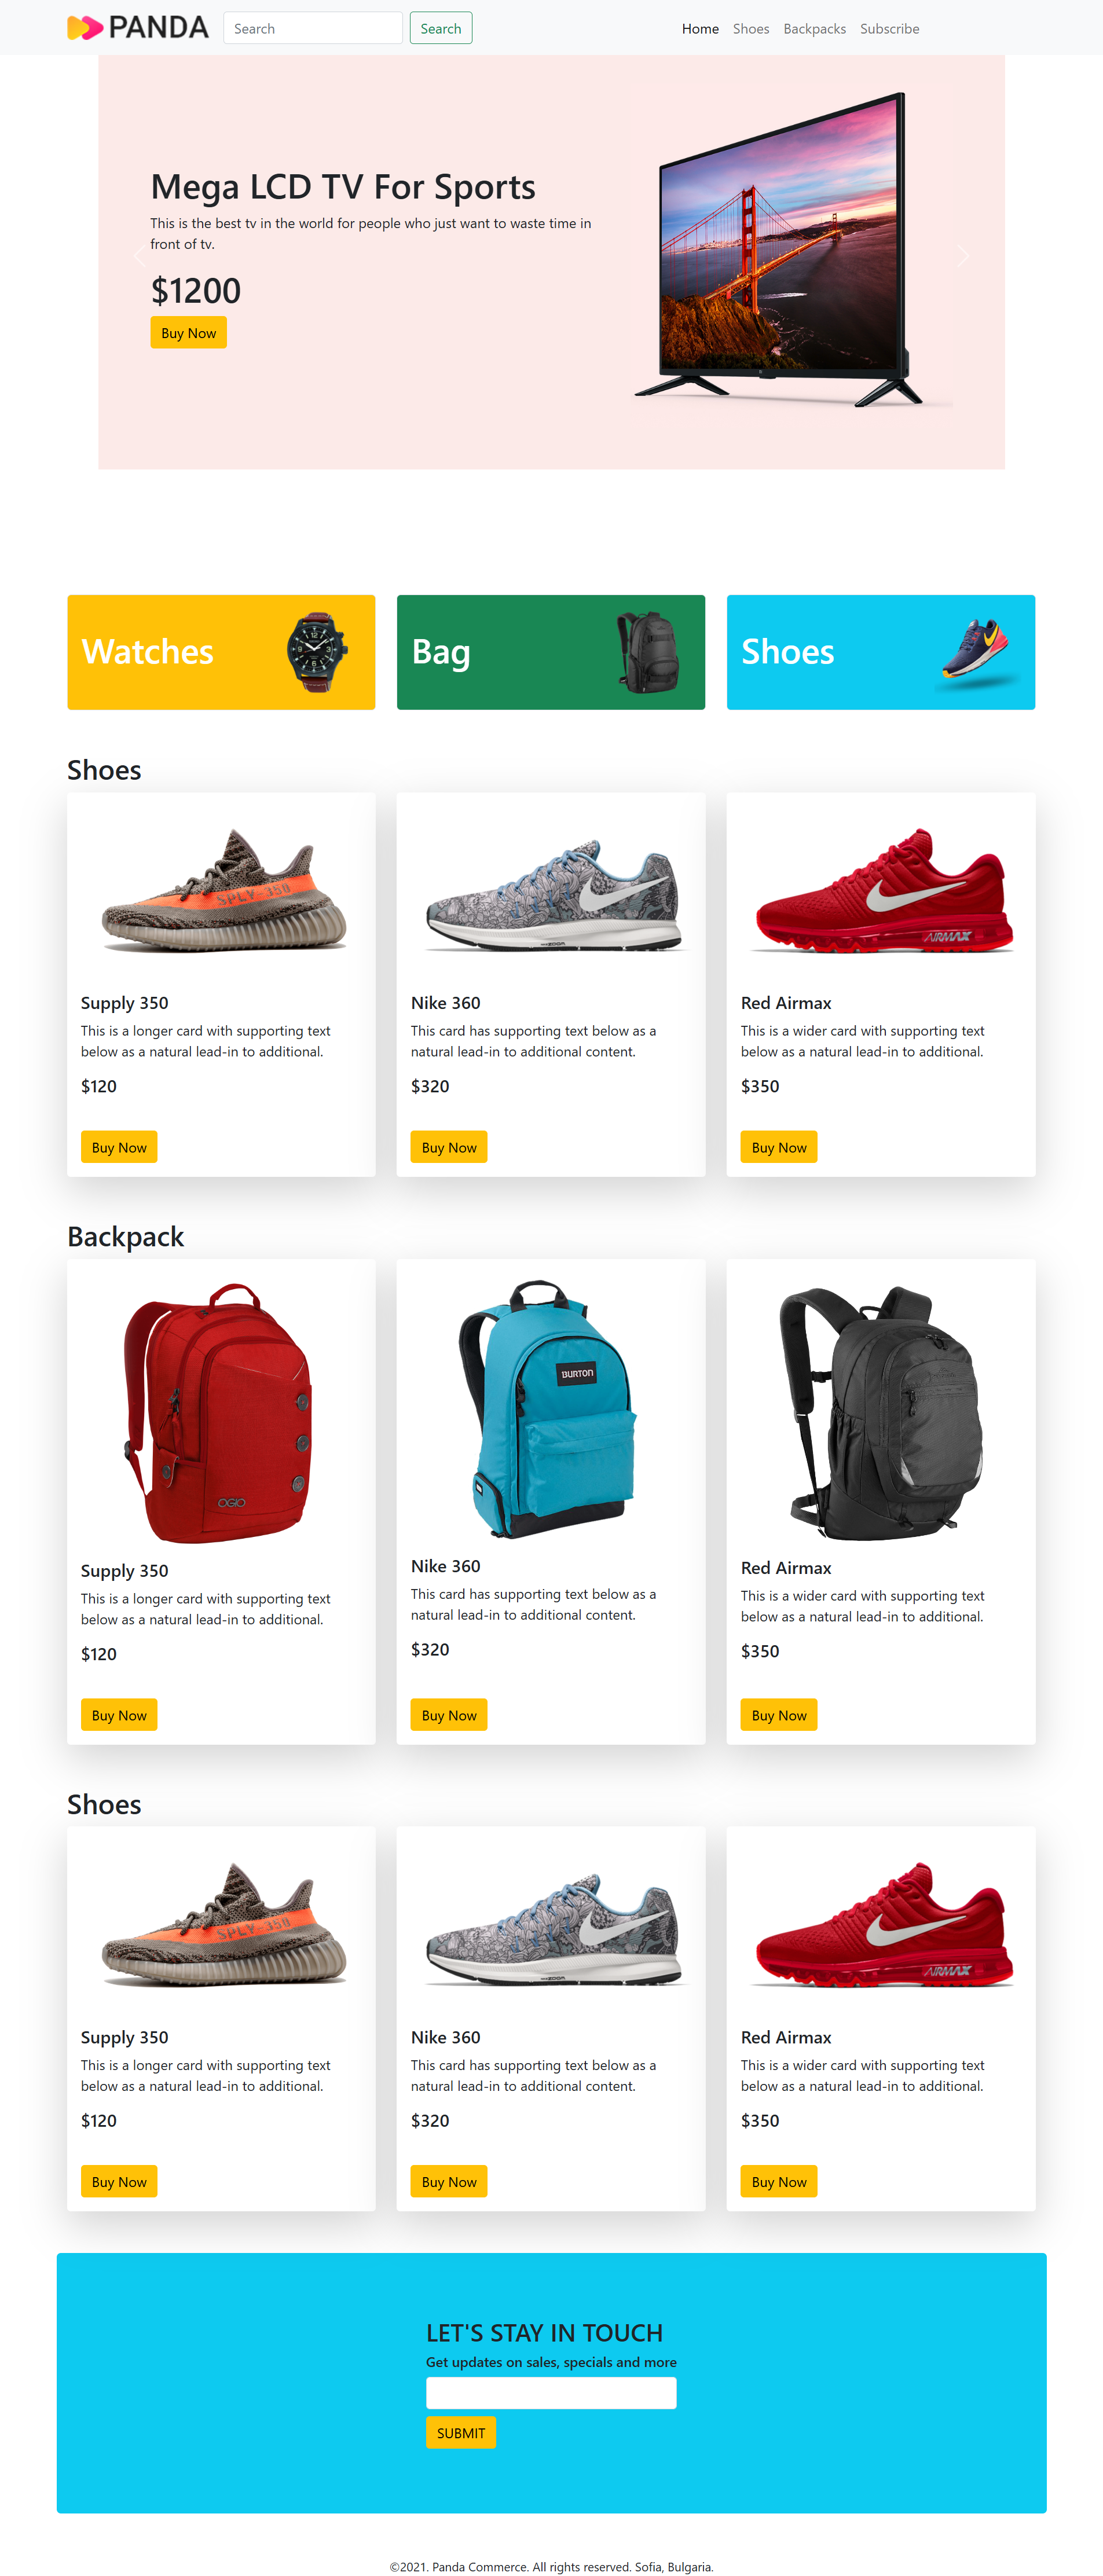 PANDA
Search
Search
Home
Shoes
Backpacks
Subscribe
Mega LCD TV For Sports
This is the best tv in the world for people who just want to waste time in
front of tv.
$1200
Buy Now
Watches
Bag
Shoes
Shoes
SPLY-350
AIRMAX
Supply 350
This is a longer card with supporting text
below as a natural lead-in to additional.
$120
Buy Now
Nike 360
This card has supporting text below as a
natural lead-in to additional content.
$320
Buy Now
Red Airmax
This is a wider card with supporting text
below as a natural lead-in to additional.
$350
Buy Now
Backpack
OGIO
BURTON
Supply 350
This is a longer card with supporting text
below as a natural lead-in to additional.
$120
Buy Now
Nike 360
This card has supporting text below as a
natural lead-in to additional content.
$320
Buy Now
Red Airmax
This is a wider card with supporting text
below as a natural lead-in to additional.
$350
Buy Now
Shoes
SPLY-350
AIRMAX
Supply 350
This is a longer card with supporting text
below as a natural lead-in to additional.
$120
Buy Now
Nike 360
This card has supporting text below as a
natural lead-in to additional content.
$320
Buy Now
Red Airmax
This is a wider card with supporting text
below as a natural lead-in to additional.
$350
Buy Now
LET'S STAY IN TOUCH
Get updates on sales, specials and more
SUBMIT
©2021. Panda Commerce. All rights reserved. Sofia, Bulgaria.